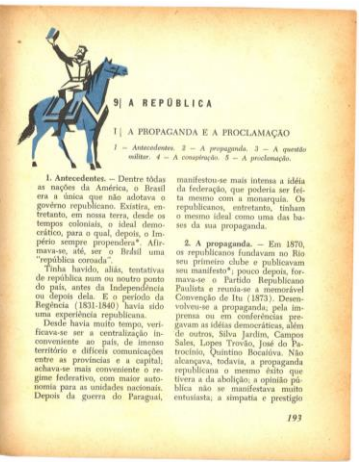 9| A REPÚBLICA
I | A PROPAGANDA E A PROCLAMAÇÃO
1 — Antecedentes. 2 — A propaganda. 3 — A questão
militar. 4 — A conspiração. 5 — A proclamação.
1. Antecedentes. — Dentre tôdas
as nações da América, o Brasil
era a única que não adotava o
govêrno republicano. Existira, en-
tretanto, em nossa terra, desde os
tempos coloniais, o ideal demo-
crático, para o qual, depois, o Im-
pério sempre propendera*. Afir-
mava-se, até, ser o Brasil uma
"república coroada".
Tinha havido, aliás, tentativas
de república num ou noutro ponto
do país, antes da Independência
ou depois dela. E o período da
Regência (1831-1840) havia sido
uma experiência republicana.
Desde havia muito tempo, veri-
ficava-se ser a centralização in-
conveniente ao país, de imenso
território e difíceis comunicações
entre as províncias e a capital;
achava-se mais conveniente o re-
gime federativo, com maior auto-
nomia para as unidades nacionais.
Depois da guerra do Paraguai,
manifestou-se mais intensa a idéia
da federação, que poderia ser fei-
ta mesmo com a monarquia. Os
republicanos, entretanto, tinham
o mesmo ideal como uma das ba-
ses da sua propaganda.
2. A propaganda. — Em 1870,
os republicanos fundavam no Rio
seu primeiro clube e publicavam
seu manifesto*; pouco depois, for-
mava-se o Partido Republicano
Paulista e reunia-se a memorável
Convenção de Itu (1873). Desen-
volveu-se a propaganda; pela im-
prensa ou em conferências pre-
gavam as idéias democráticas, além
de outros, Silva Jardim, Campos
Sales, Lopes Trovão, José do Pa-
trocínio, Quintino Bocaiúva. Não
alcançava, todavia, a propaganda
republicana o mesmo êxito que
tivera a da abolição; a opinião pú-
blica não se manifestava muito
entusiasta; a simpatia e prestígio
193